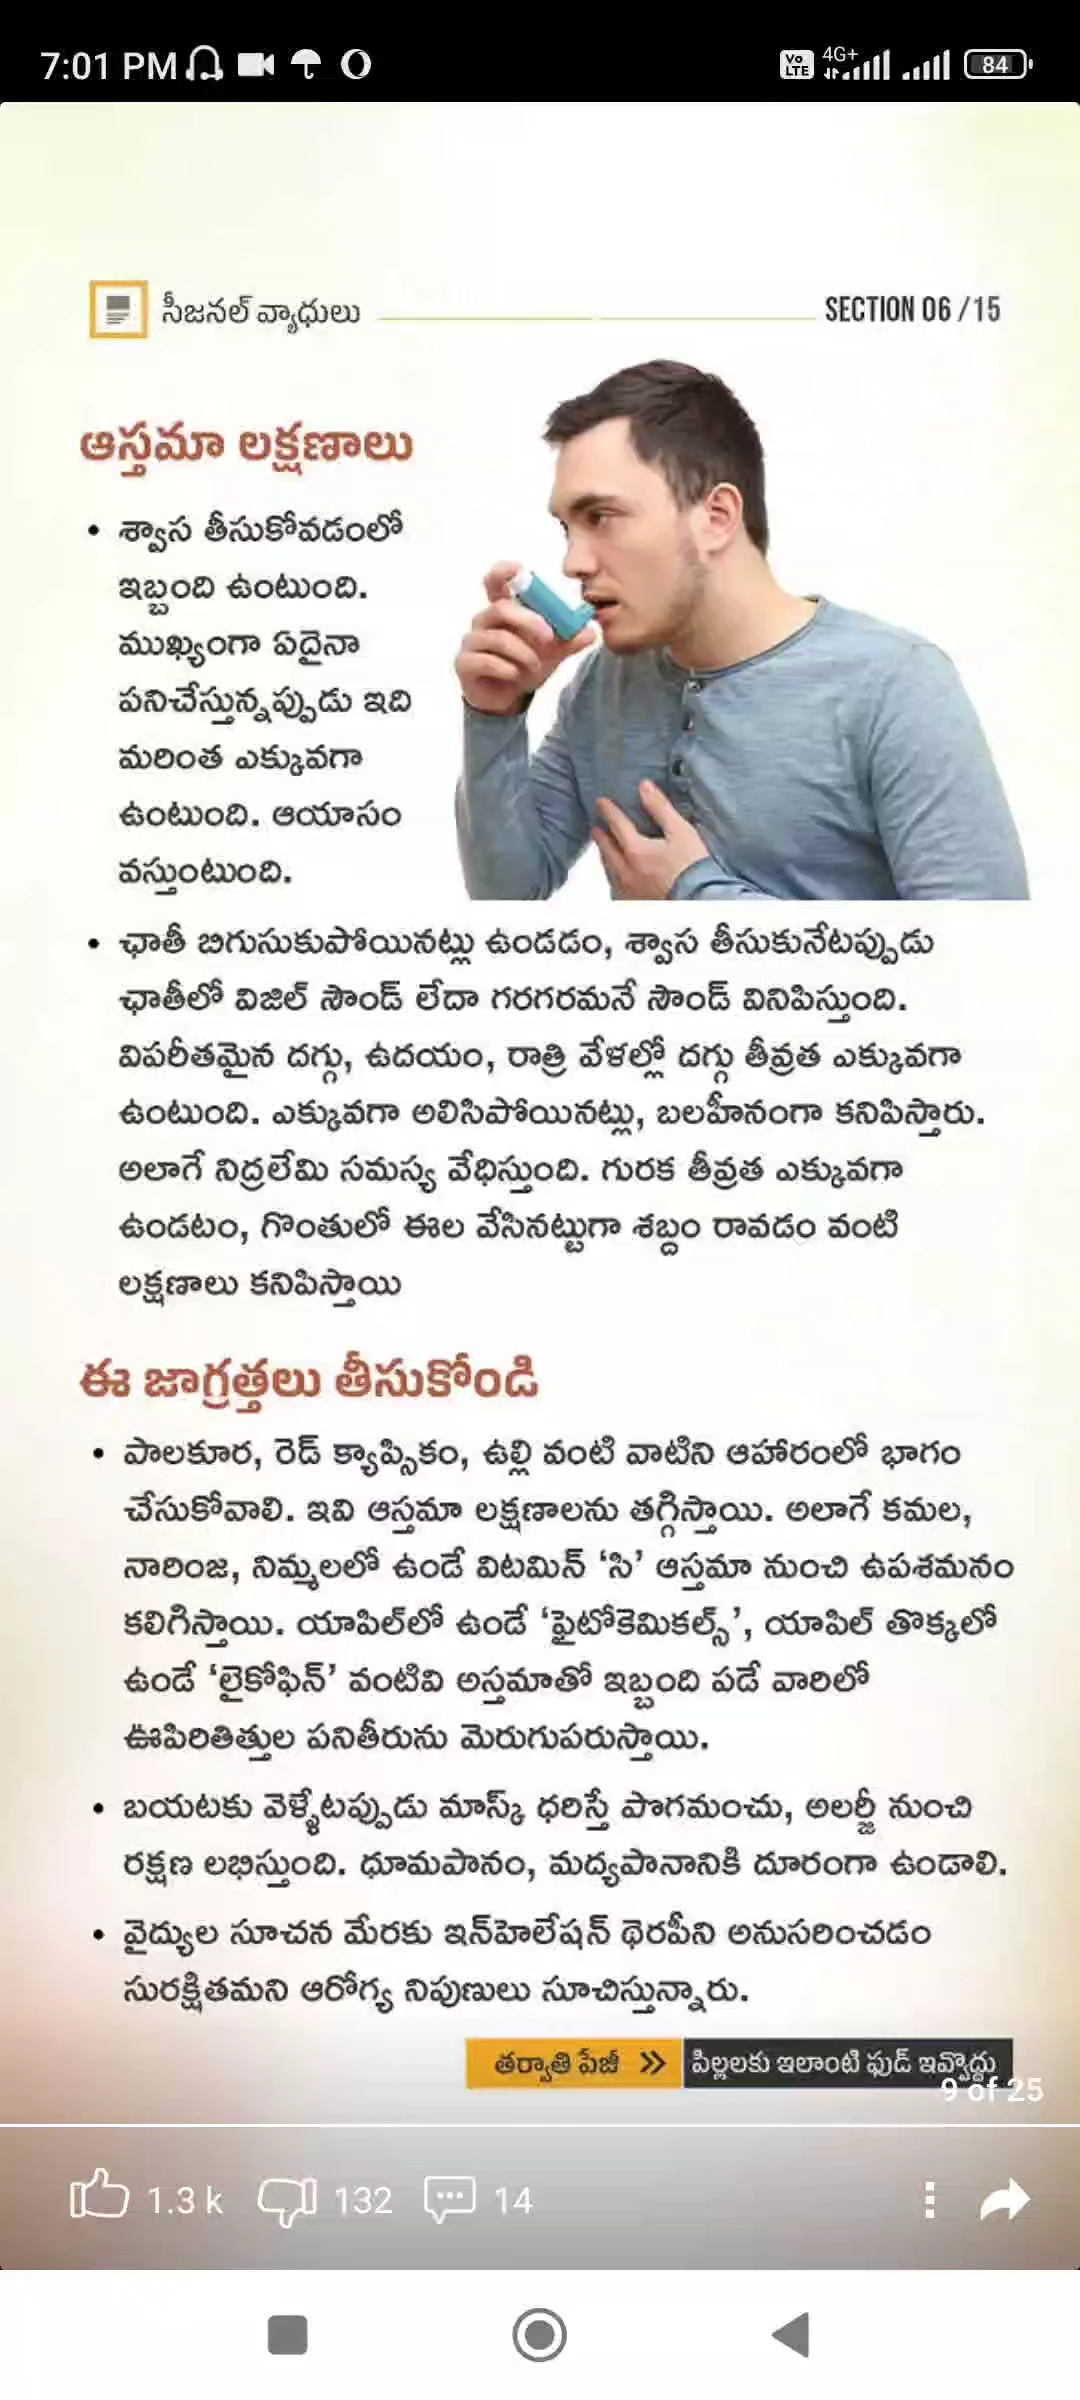 7:01 PM
Vo LTE 4G+ 84
సీజనల్ వ్యాధులు
SECTION 06 / 15
ఆస్తమా లక్షణాలు
• శ్వాస తీసుకోవడంలో
ఇబ్బంది ఉంటుంది.
ముఖ్యంగా ఏదైనా
పనిచేస్తున్నప్పుడు ఇది
మరింత ఎక్కువగా
ఉంటుంది. ఆయాసం
వస్తుంటుంది.
• ఛాతీ బిగుసుకుపోయినట్లు ఉండడం, శ్వాస తీసుకునేటప్పుడు
ఛాతీలో విజిల్ సౌండ్ లేదా గరగరమనే సౌండ్ వినిపిస్తుంది.
విపరీతమైన దగ్గు, ఉదయం, రాత్రి వేళల్లో దగ్గు తీవ్రత ఎక్కువగా
ఉంటుంది. ఎక్కువగా అలిసిపోయినట్లు, బలహీనంగా కనిపిస్తారు.
అలాగే నిద్రలేమి సమస్య వేధిస్తుంది. గురక తీవ్రత ఎక్కువగా
ఉండటం, గొంతులో ఈల వేసినట్టుగా శబ్దం రావడం వంటి
లక్షణాలు కనిపిస్తాయి
ఈ జాగ్రత్తలు తీసుకోండి
• పాలకూర, రెడ్ క్యాప్సికం, ఉల్లి వంటి వాటిని ఆహారంలో భాగం
చేసుకోవాలి. ఇవి ఆస్తమా లక్షణాలను తగ్గిస్తాయి. అలాగే కమల,
నారింజ, నిమ్మలలో ఉండే విటమిన్ ‘సి’ ఆస్తమా నుంచి ఉపశమనం
కలిగిస్తాయి. యాపిల్‌లో ఉండే ‘ఫైటోకెమికల్స్’, యాపిల్ తొక్కలో
ఉండే ‘లైకోఫిన్’ వంటివి అస్తమాతో ఇబ్బంది పడే వారిలో
ఊపిరితిత్తుల పనితీరును మెరుగుపరుస్తాయి.
• బయటకు వెళ్ళేటప్పుడు మాస్క్ ధరిస్తే పొగమంచు, అలర్జీ నుంచి
రక్షణ లభిస్తుంది. ధూమపానం, మద్యపానానికి దూరంగా ఉండాలి.
• వైద్యుల సూచన మేరకు ఇన్‌హెలేషన్ థెరపీని అనుసరించడం
సురక్షితమని ఆరోగ్య నిపుణులు సూచిస్తున్నారు.
తర్వాతి పేజీ » పిల్లలకు ఇలాంటి ఫుడ్ ఇవ్వొద్దు
9 of 25
1.3 k 132 14